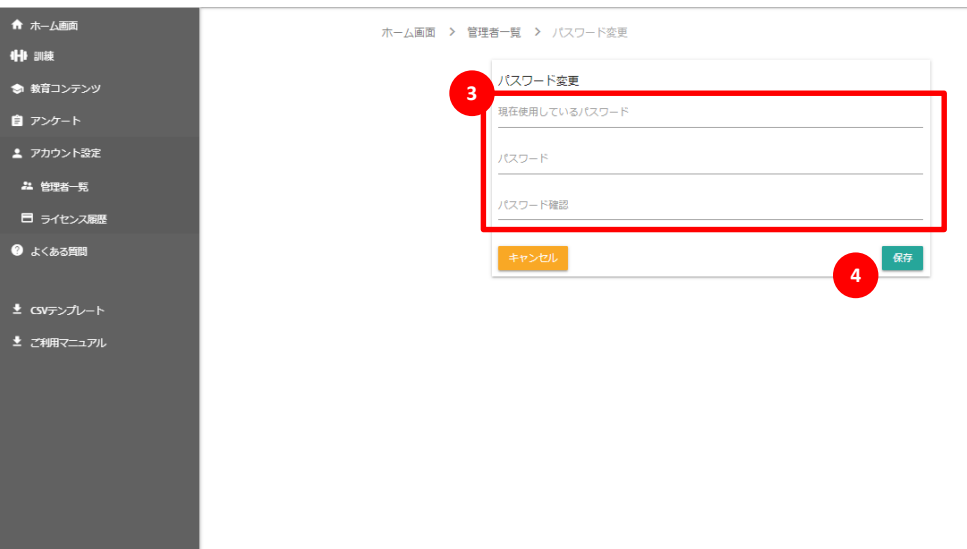 ホーム画面
訓練
教育コンテンツ
アンケート
アカウント設定
管理者一覧
ライセンス履歴
よくある質問
CSVテンプレート
ご利用マニュアル
ホーム画面 > 管理者一覧 > パスワード変更
パスワード変更
3
現在使用しているパスワード
パスワード
パスワード確認
キャンセル
保存
4